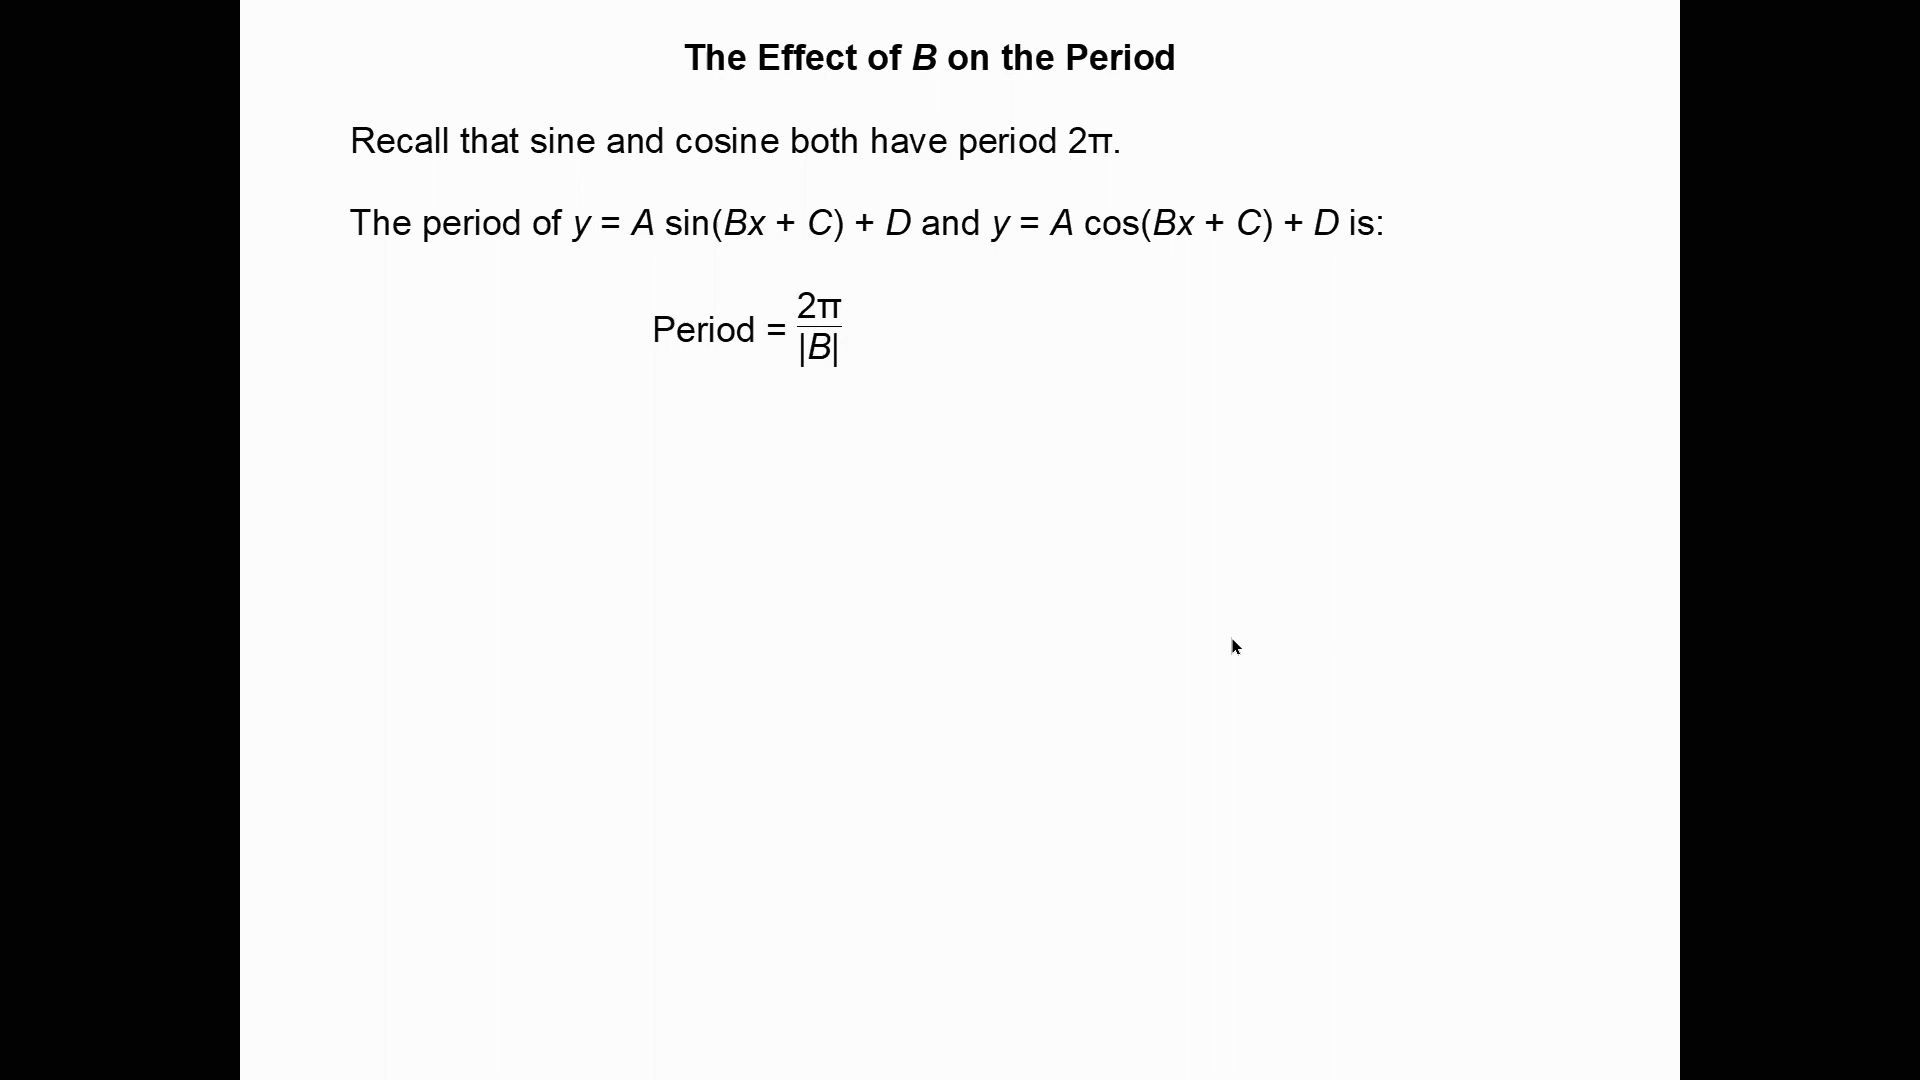 The Effect of B on the Period
Recall that sine and cosine both have period 2π.
The period of y = A sin(Bx + C) + D and y = A cos(Bx + C) + D is:
Period = 2π / |B|